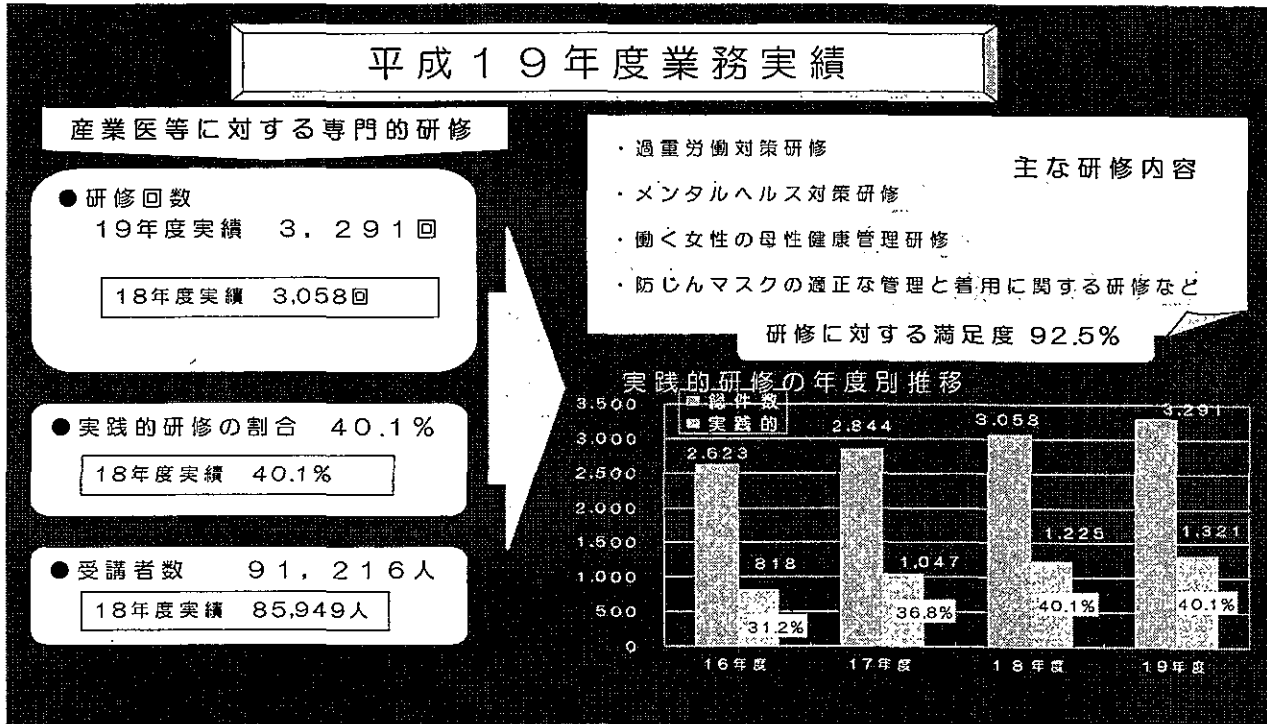 平成１９年度業務実績
産業医等に対する専門的研修
●研修回数
19年度実績 ３，２９１回
18年度実績 3,058回
●実践的研修の割合 ４０.１％
18年度実績 40.1%
●受講者数 ９１，２１６人
18年度実績 85,949人
主な研修内容
・過重労働対策研修
・メンタルヘルス対策研修
・働く女性の母性健康管理研修
・防じんマスクの適正な管理と着用に関する研修など
研修に対する満足度 92.5%
実践的研修の年度別推移
総件数
実践的
3.500
3.000
2.500
2.000
1.500
1.000
500
0
2.623
818
31.2%
16年度
2.844
1.047
36.8%
17年度
3.058
1.225
40.1%
18年度
3.291
1.321
40.1%
19年度